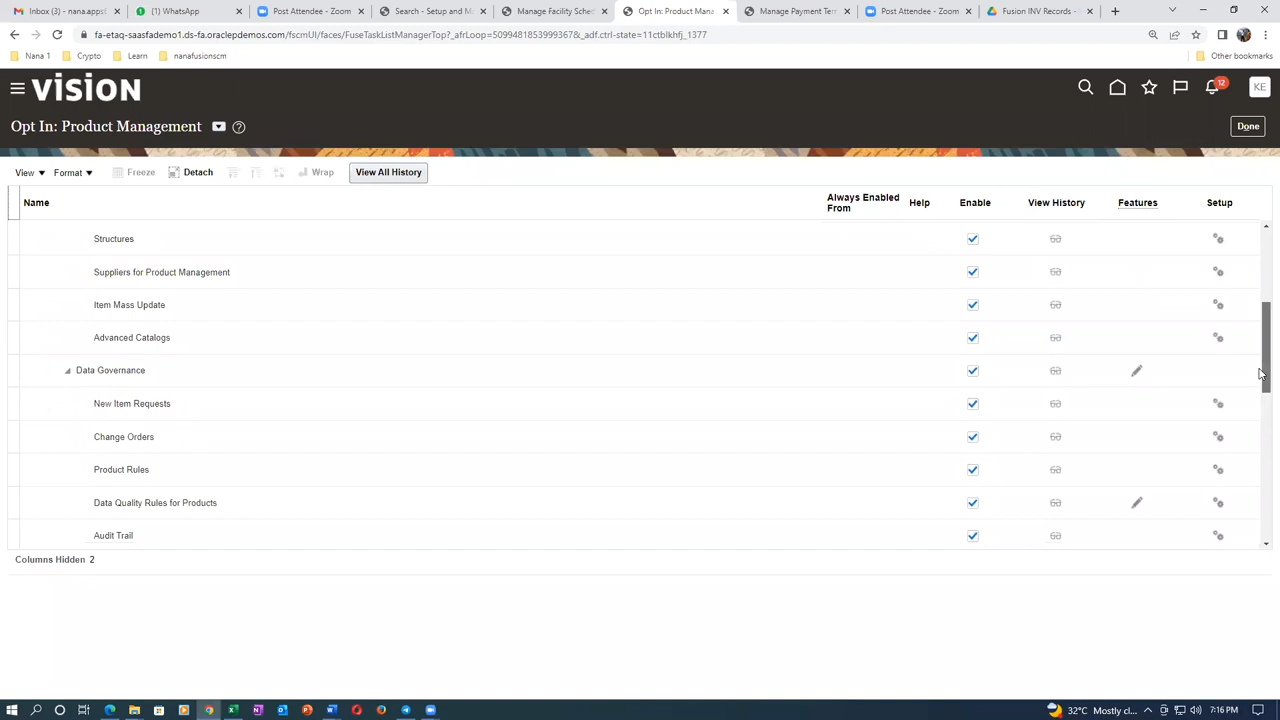 Inbox (3) - nana.apps(
(1) WhatsApp
Post Attendee - Zoom
Search - Setup and M
Manage Facility Sched
Opt In: Product Mana
Manage Payment Term
Post Attendee - Zoom
Fusion INV Records -
fa-etaq-saasfademo1.ds-fa.oraclepdemos.com/fscmUI/faces/FuseTaskListManagerTop?_afrLoop=50994818539993678&_adf.ctrl-state=11ctblkhfj_1377
Nana 1
Crypto
Learn
nanafusionscm
Other bookmarks
VISION
12
KE
Opt In: Product Management
Done
View
Format
Freeze
Detach
Wrap
View All History
Name
Always Enabled From
Help
Enable
View History
Features
Setup
Structures
Suppliers for Product Management
Item Mass Update
Advanced Catalogs
Data Governance
New Item Requests
Change Orders
Product Rules
Data Quality Rules for Products
Audit Trail
Columns Hidden 2
32°C Mostly cl...
7:16 PM